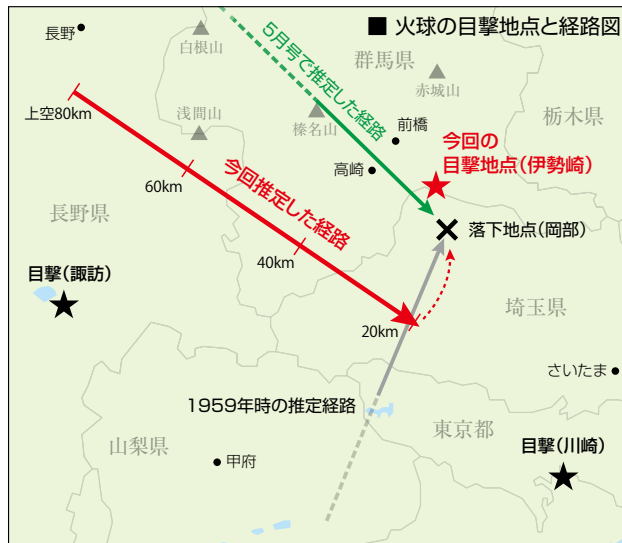 ■ 火球の目撃地点と経路図
長野
白根山
5月号で推定した経路
群馬県
赤城山
栃木県
上空80km
浅間山
榛名山
前橋
今回の
目撃地点(伊勢崎)
高崎
60km
今回推定した経路
長野県
落下地点(岡部)
40km
目撃(諏訪)
埼玉県
20km
さいたま
1959年時の推定経路
東京都
山梨県
甲府
目撃(川崎)